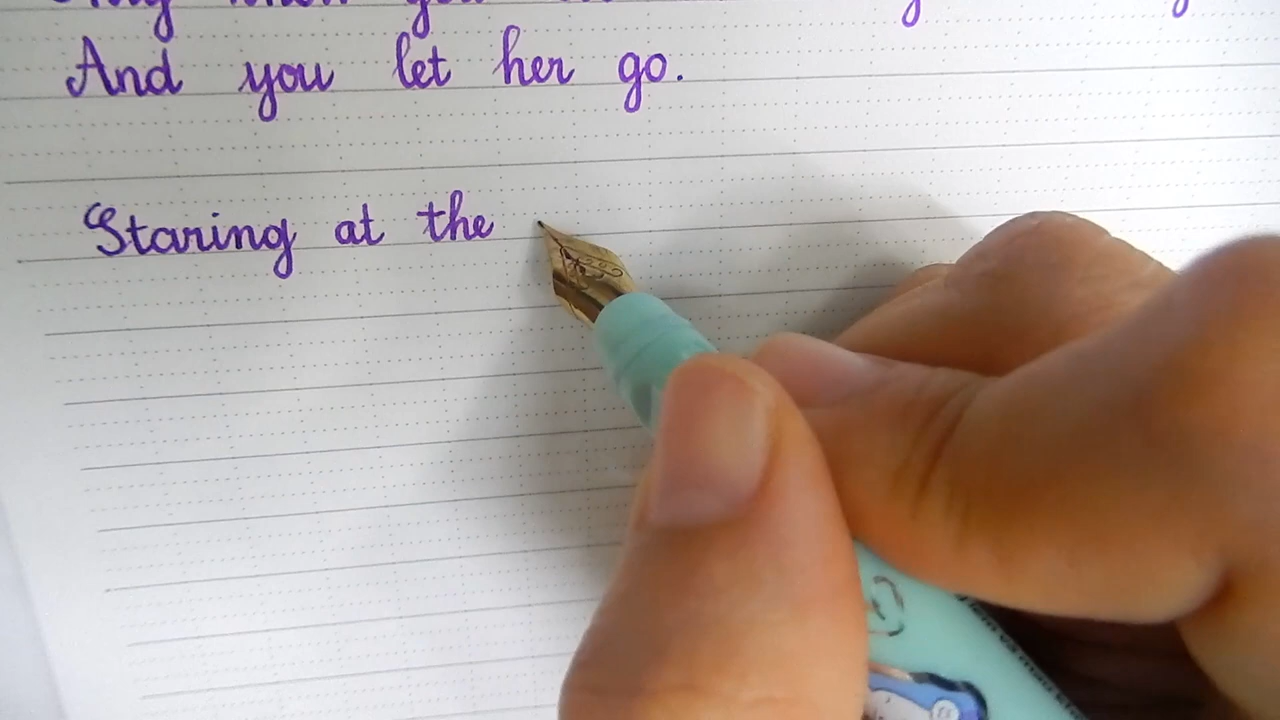 And you let her go.
Staring at the